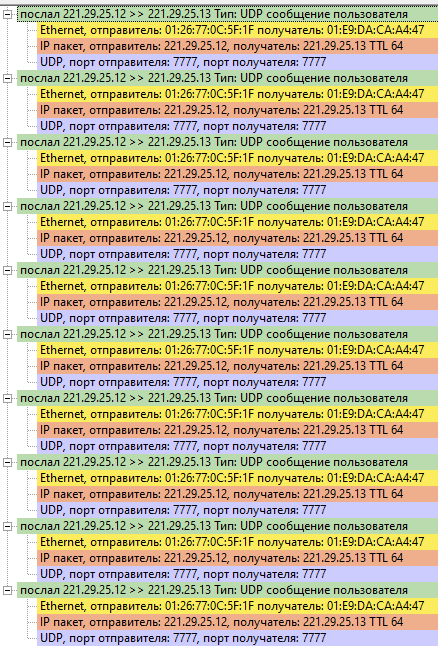 послал 221.29.25.12 >> 221.29.25.13 Тип: UDP сообщение пользователя
Ethernet, отправитель: 01:26:77:0C:5F:1F получатель: 01:E9:DA:CA:A4:47
IP пакет, отправитель: 221.29.25.12, получатель: 221.29.25.13 TTL 64
UDP, порт отправителя: 7777, порт получателя: 7777
послал 221.29.25.12 >> 221.29.25.13 Тип: UDP сообщение пользователя
Ethernet, отправитель: 01:26:77:0C:5F:1F получатель: 01:E9:DA:CA:A4:47
IP пакет, отправитель: 221.29.25.12, получатель: 221.29.25.13 TTL 64
UDP, порт отправителя: 7777, порт получателя: 7777
послал 221.29.25.12 >> 221.29.25.13 Тип: UDP сообщение пользователя
Ethernet, отправитель: 01:26:77:0C:5F:1F получатель: 01:E9:DA:CA:A4:47
IP пакет, отправитель: 221.29.25.12, получатель: 221.29.25.13 TTL 64
UDP, порт отправителя: 7777, порт получателя: 7777
послал 221.29.25.12 >> 221.29.25.13 Тип: UDP сообщение пользователя
Ethernet, отправитель: 01:26:77:0C:5F:1F получатель: 01:E9:DA:CA:A4:47
IP пакет, отправитель: 221.29.25.12, получатель: 221.29.25.13 TTL 64
UDP, порт отправителя: 7777, порт получателя: 7777
послал 221.29.25.12 >> 221.29.25.13 Тип: UDP сообщение пользователя
Ethernet, отправитель: 01:26:77:0C:5F:1F получатель: 01:E9:DA:CA:A4:47
IP пакет, отправитель: 221.29.25.12, получатель: 221.29.25.13 TTL 64
UDP, порт отправителя: 7777, порт получателя: 7777
послал 221.29.25.12 >> 221.29.25.13 Тип: UDP сообщение пользователя
Ethernet, отправитель: 01:26:77:0C:5F:1F получатель: 01:E9:DA:CA:A4:47
IP пакет, отправитель: 221.29.25.12, получатель: 221.29.25.13 TTL 64
UDP, порт отправителя: 7777, порт получателя: 7777
послал 221.29.25.12 >> 221.29.25.13 Тип: UDP сообщение пользователя
Ethernet, отправитель: 01:26:77:0C:5F:1F получатель: 01:E9:DA:CA:A4:47
IP пакет, отправитель: 221.29.25.12, получатель: 221.29.25.13 TTL 64
UDP, порт отправителя: 7777, порт получателя: 7777
послал 221.29.25.12 >> 221.29.25.13 Тип: UDP сообщение пользователя
Ethernet, отправитель: 01:26:77:0C:5F:1F получатель: 01:E9:DA:CA:A4:47
IP пакет, отправитель: 221.29.25.12, получатель: 221.29.25.13 TTL 64
UDP, порт отправителя: 7777, порт получателя: 7777
послал 221.29.25.12 >> 221.29.25.13 Тип: UDP сообщение пользователя
Ethernet, отправитель: 01:26:77:0C:5F:1F получатель: 01:E9:DA:CA:A4:47
IP пакет, отправитель: 221.29.25.12, получатель: 221.29.25.13 TTL 64
UDP, порт отправителя: 7777, порт получателя: 7777
послал 221.29.25.12 >> 221.29.25.13 Тип: UDP сообщение пользователя
Ethernet, отправитель: 01:26:77:0C:5F:1F получатель: 01:E9:DA:CA:A4:47
IP пакет, отправитель: 221.29.25.12, получатель: 221.29.25.13 TTL 64
UDP, порт отправителя: 7777, порт получателя: 7777